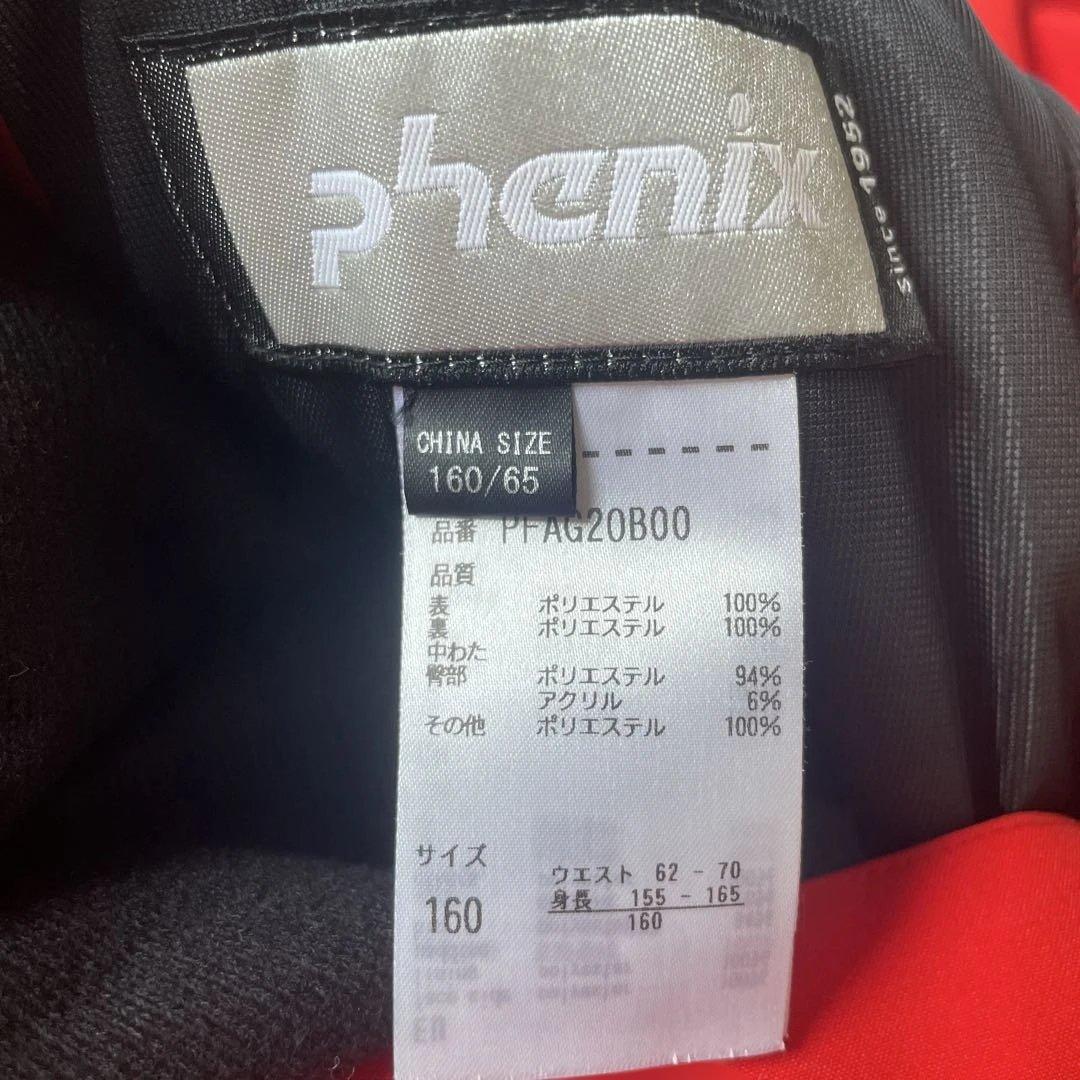 phenix
since 1952
CHINA SIZE
160/65
品番 PFAG20B00
品質
表 ポリエステル 100%
裏 ポリエステル 100%
中わた
臀部 ポリエステル 94%
アクリル 6%
その他 ポリエステル 100%
サイズ
160
ウエスト 62 - 70
身長 155 - 165
160